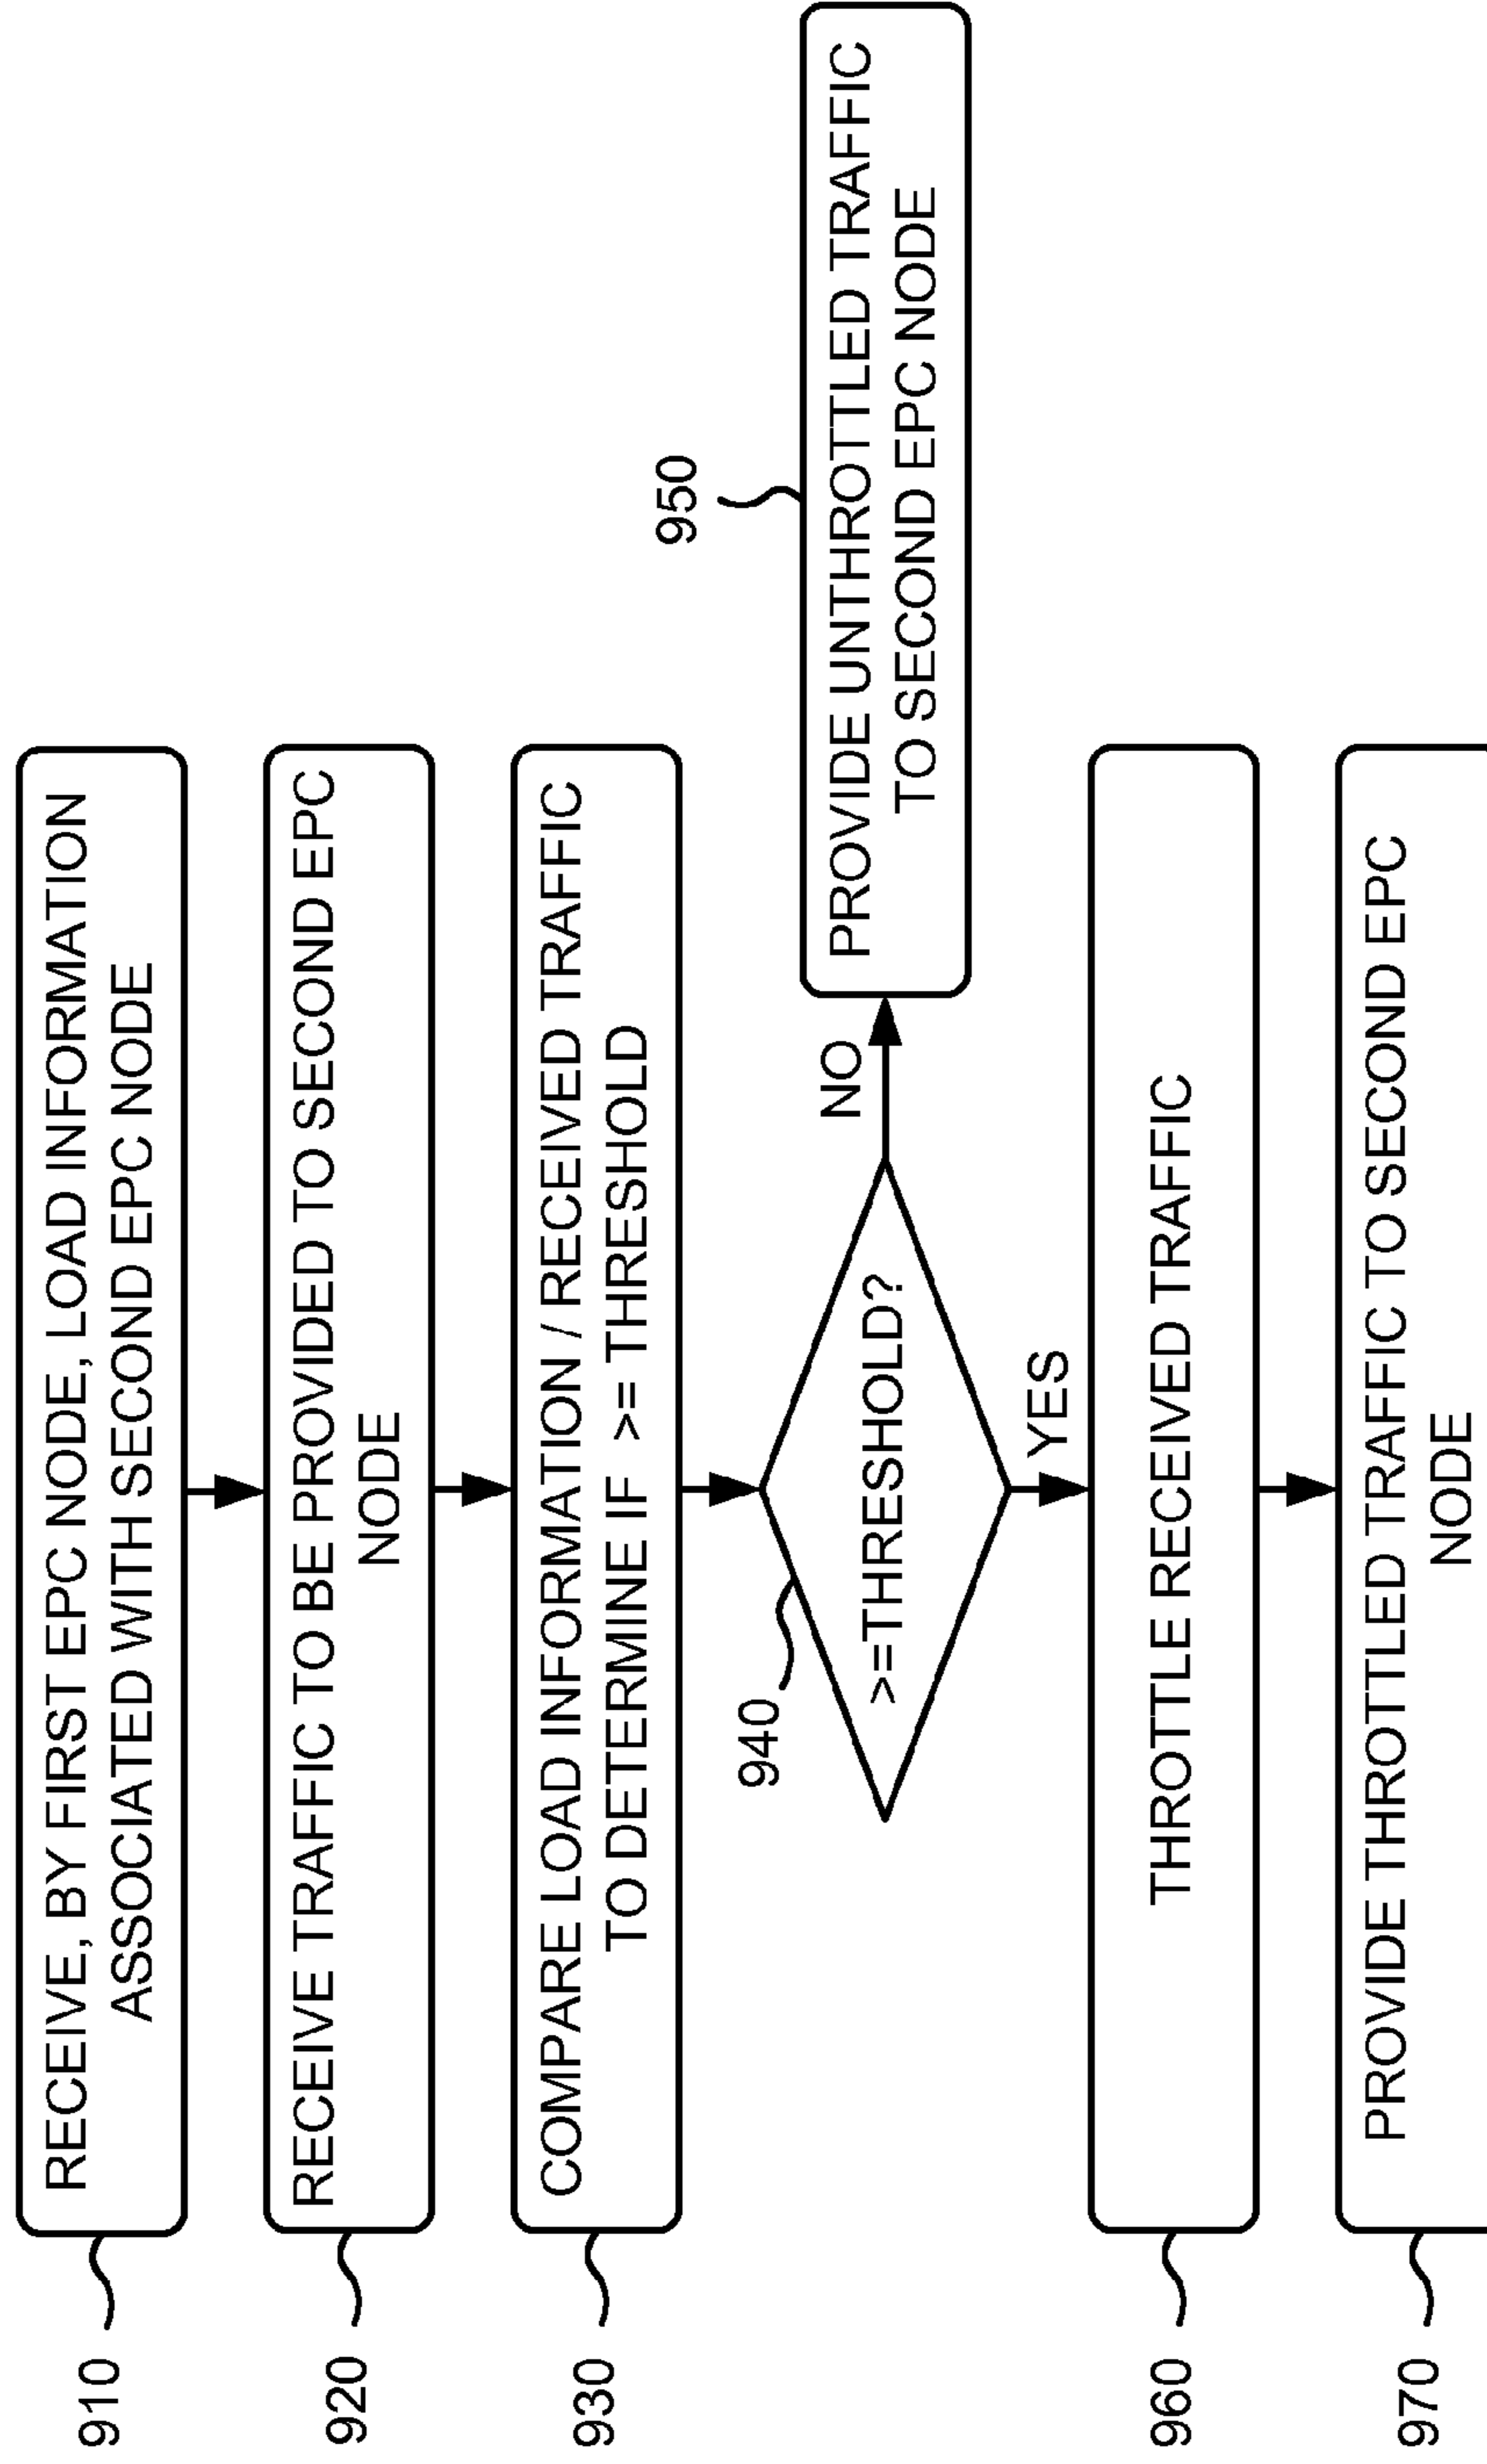 910
RECEIVE, BY FIRST EPC NODE, LOAD INFORMATION
ASSOCIATED WITH SECOND EPC NODE
920
RECEIVE TRAFFIC TO BE PROVIDED TO SECOND EPC
NODE
930
COMPARE LOAD INFORMATION / RECEIVED TRAFFIC
TO DETERMINE IF >= THRESHOLD
940
>=THRESHOLD?
NO
950
PROVIDE UNTHROTTLED TRAFFIC
TO SECOND EPC NODE
YES
960
THROTTLE RECEIVED TRAFFIC
970
PROVIDE THROTTLED TRAFFIC TO SECOND EPC
NODE